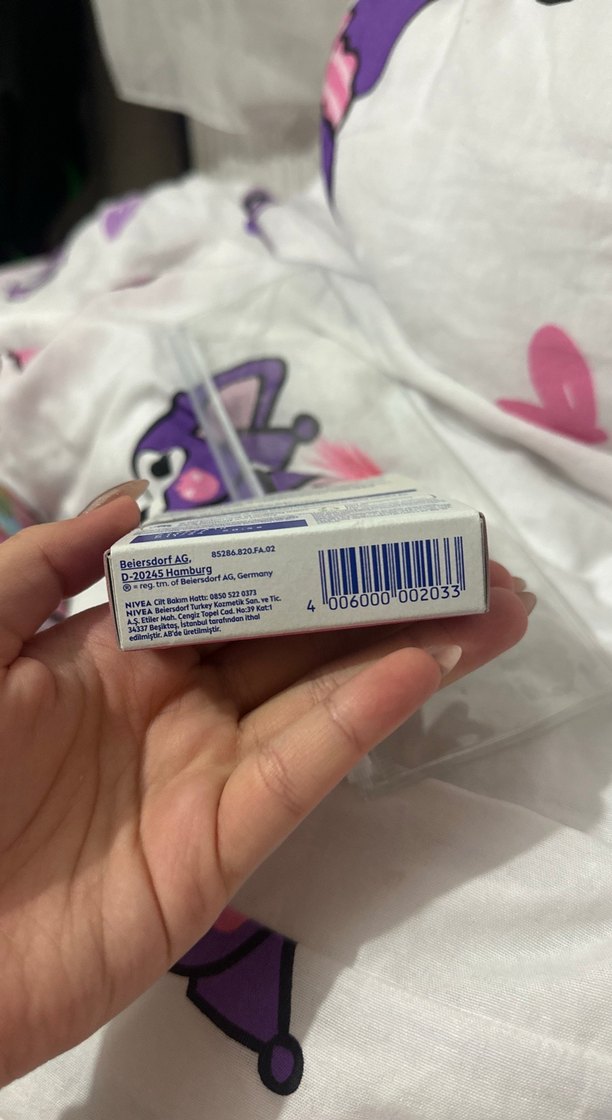 Beiersdorf AG,
D-20245 Hamburg
® = reg. tm. of Beiersdorf AG, Germany
85286.820.FA.02
NIVEA Cilt Bakım Hattı: 0850 522 0373
NIVEA Beiersdorf Turkey Kozmetik San. ve Tic.
A.Ş. Etiler Mah. Cengiz Topel Cad. No:39 Kat:1
34337 Beşiktaş, İstanbul tarafından ithal
edilmiştir. AB'de üretilmiştir.
4 006000 002033